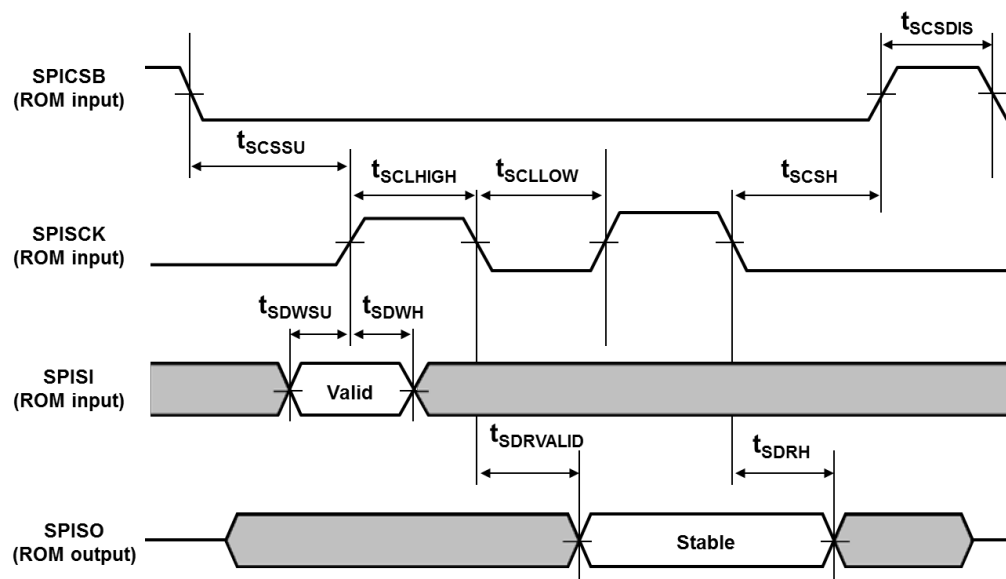 tSCSDIS
SPICSB
(ROM input)
tSCSSU
tSCLHIGH
tSCLLOW
tSCSH
SPISCK
(ROM input)
tSDWSU
tSDWH
SPISI
(ROM input)
Valid
tSDRVALID
tSDRH
SPISO
(ROM output)
Stable